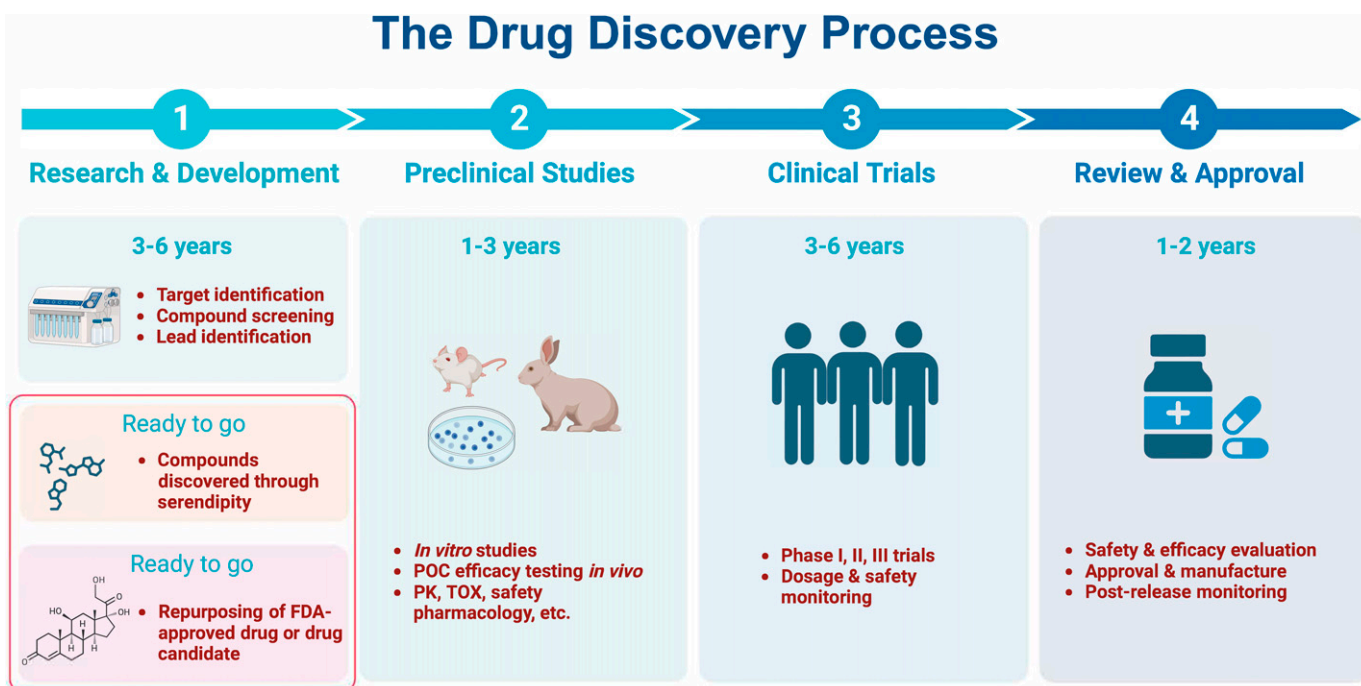 The Drug Discovery Process
1
2
3
4
Research & Development
Preclinical Studies
Clinical Trials
Review & Approval
3-6 years
• Target identification
• Compound screening
• Lead identification
Ready to go
• Compounds
discovered through
serendipity
Ready to go
OH
O
HO
OH
H
H
H
O
• Repurposing of FDA-
approved drug or drug
candidate
1-3 years
• In vitro studies
• POC efficacy testing in vivo
• PK, TOX, safety
pharmacology, etc.
3-6 years
• Phase I, II, III trials
• Dosage & safety
monitoring
1-2 years
• Safety & efficacy evaluation
• Approval & manufacture
• Post-release monitoring